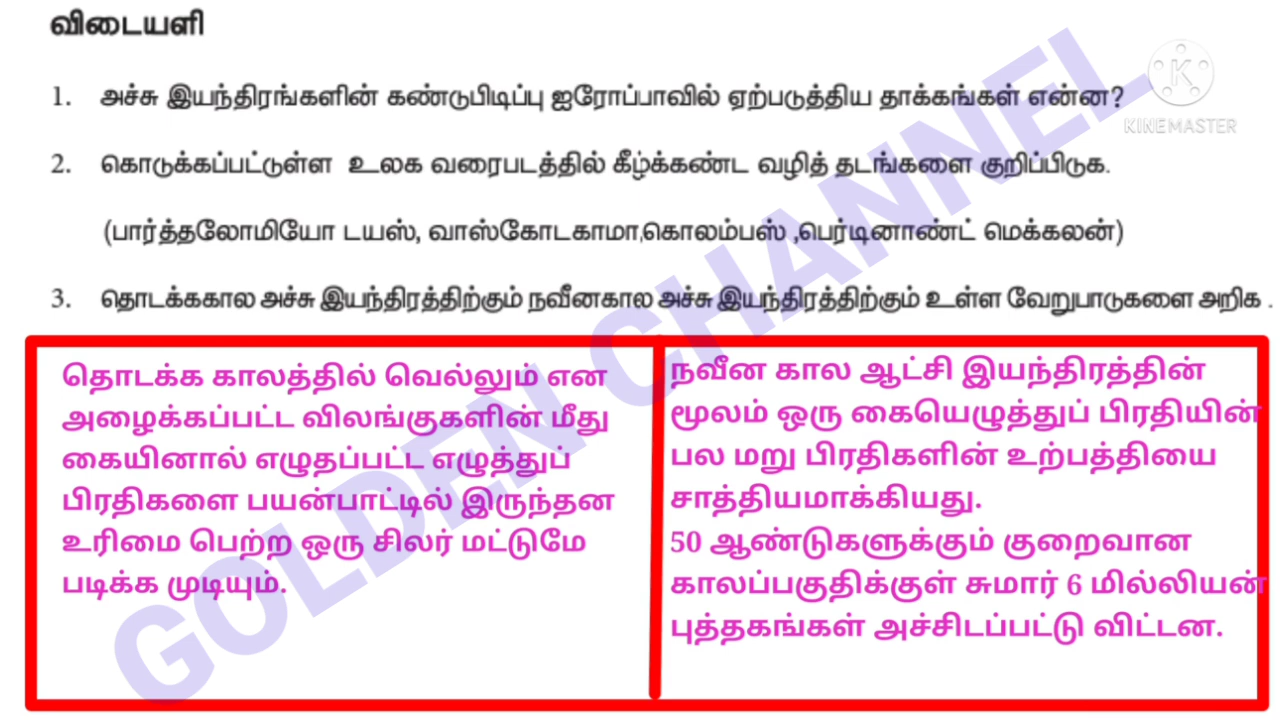 விடையளி
1. அச்சு இயந்திரங்களின் கண்டுபிடிப்பு ஐரோப்பாவில் ஏற்படுத்திய தாக்கங்கள் என்ன?
KINEMASTER
2. கொடுக்கப்பட்டுள்ள உலக வரைபடத்தில் கீழ்க்கண்ட வழித் தடங்களை குறிப்பிடுக.
(பார்த்தலோமியோ டயஸ், வாஸ்கோடகாமா,கொலம்பஸ் ,பெர்டினாண்ட் மெக்கலன்)
3. தொடக்ககால அச்சு இயந்திரத்திற்கும் நவீனகால அச்சு இயந்திரத்திற்கும் உள்ள வேறுபாடுகளை அறிக .
தொடக்க காலத்தில் வெல்லும் என
அழைக்கப்பட்ட விலங்குகளின் மீது
கையினால் எழுதப்பட்ட எழுத்துப்
பிரதிகளை பயன்பாட்டில் இருந்தன
உரிமை பெற்ற ஒரு சிலர் மட்டுமே
படிக்க முடியும்.
நவீன கால ஆட்சி இயந்திரத்தின்
மூலம் ஒரு கையெழுத்துப் பிரதியின்
பல மறு பிரதிகளின் உற்பத்தியை
சாத்தியமாக்கியது.
50 ஆண்டுகளுக்கும் குறைவான
காலப்பகுதிக்குள் சுமார் 6 மில்லியன்
புத்தகங்கள் அச்சிடப்பட்டு விட்டன.
GOLDEN CHANNEL